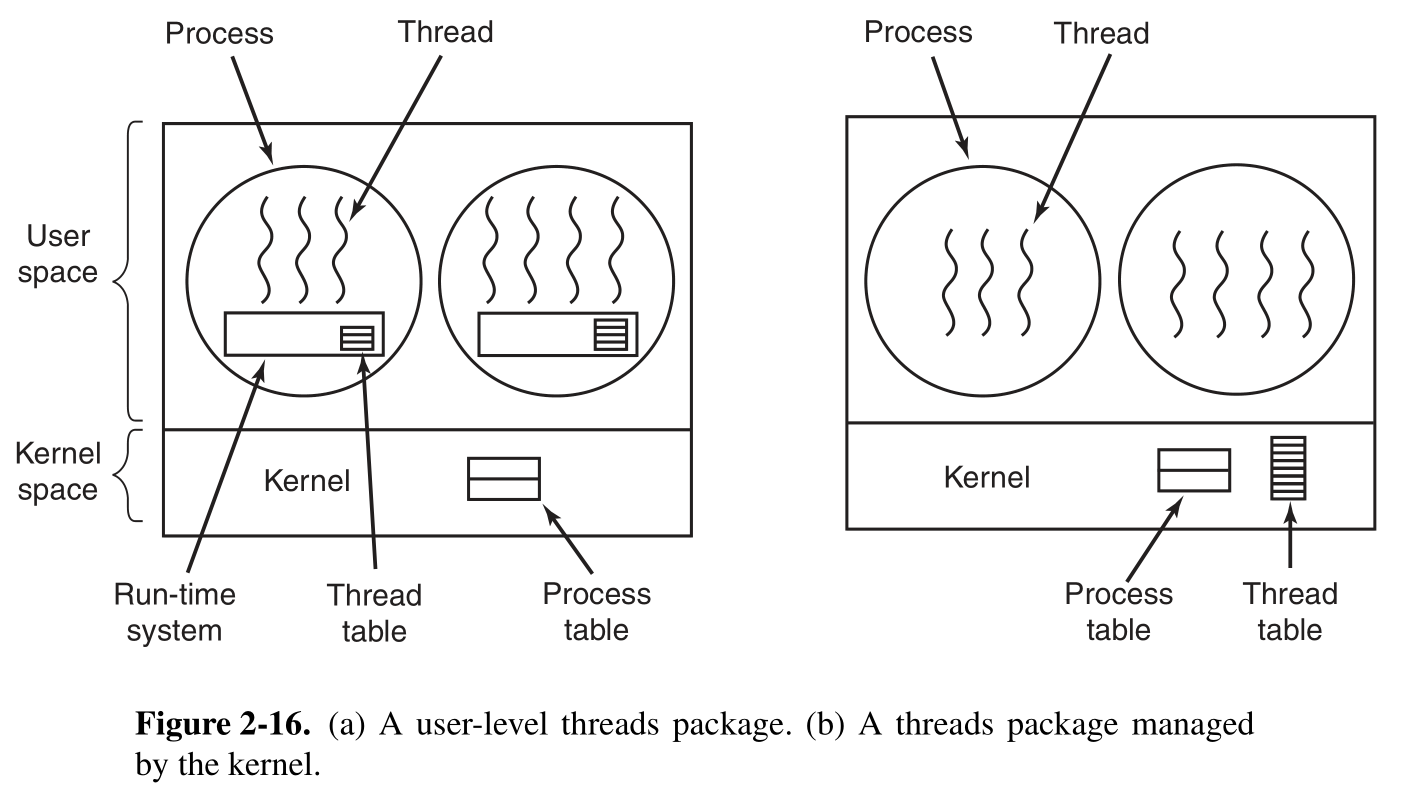 Process
Thread
Process
Thread
User
space
Kernel
space
Kernel
Kernel
Run-time
system
Thread
table
Process
table
Process
table
Thread
table
Figure 2-16. (a) A user-level threads package. (b) A threads package managed
by the kernel.